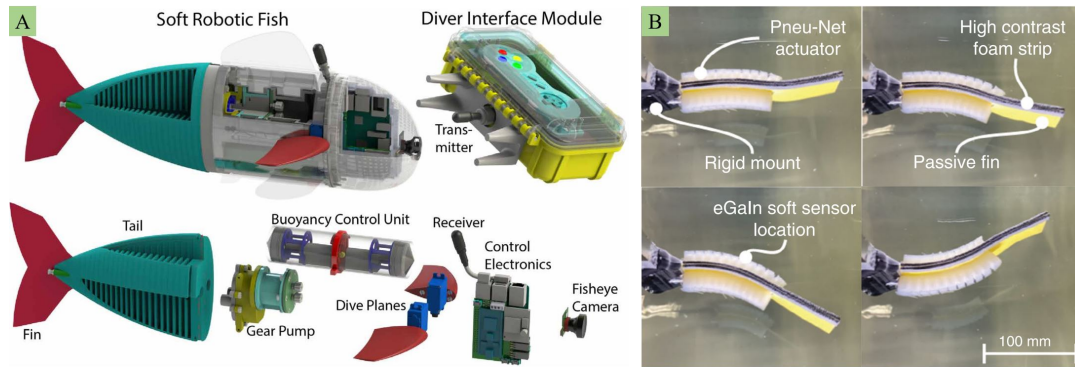 A
Soft Robotic Fish
Diver Interface Module
Trans-
mitter
Buoyancy Control Unit
Receiver
Tail
Control
Electronics
Fisheye
Camera
Dive Planes
Gear Pump
Fin
B
Pneu-Net
actuator
High contrast
foam strip
Rigid mount
Passive fin
eGaIn soft sensor
location
100 mm